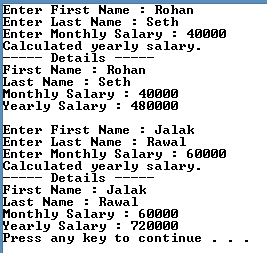 Enter First Name : Rohan
Enter Last Name : Seth
Enter Monthly Salary : 40000
Calculated yearly salary.
----- Details -----
First Name : Rohan
Last Name : Seth
Monthly Salary : 40000
Yearly Salary : 480000
Enter First Name : Jalak
Enter Last Name : Rawal
Enter Monthly Salary : 60000
Calculated yearly salary.
----- Details -----
First Name : Jalak
Last Name : Rawal
Monthly Salary : 60000
Yearly Salary : 720000
Press any key to continue . . .